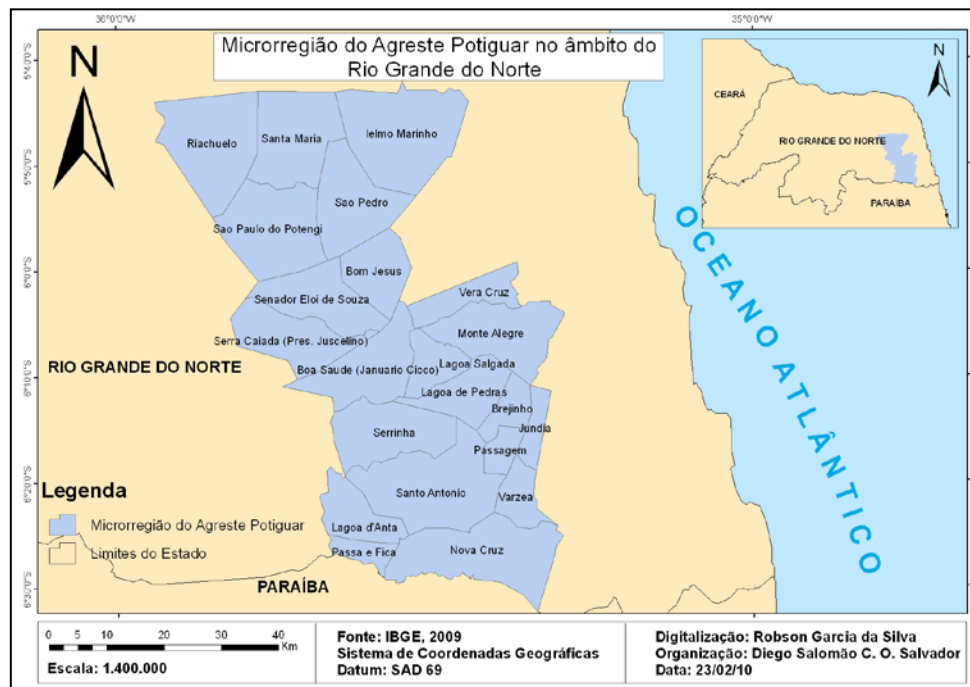 36°0'0"W
35°0'0"W
Microrregião do Agreste Potiguar no âmbito do
Rio Grande do Norte
N
N
CEARÁ
RIO GRANDE DO NORTE
PARAÍBA
Riachuelo
Santa Maria
Ielmo Marinho
Sao Pedro
Sao Paulo do Potengi
Bom Jesus
Senador Eloi de Souza
Vera Cruz
Serra Caiada (Pres. Juscelino)
Monte Alegre
RIO GRANDE DO NORTE
Boa Saude (Januario Cicco)
Lagoa Salgada
Lagoa de Pedras
Brejinho
Jundia
Serrinha
Passagem
Santo Antonio
Varzea
Lagoa d'Anta
Passa e Fica
Nova Cruz
PARAÍBA
OCEANO ATLÂNTICO
Legenda
Microrregião do Agreste Potiguar
Limites do Estado
0 5 10 20 30 40
Km
Escala: 1.400.000
Fonte: IBGE, 2009
Sistema de Coordenadas Geográficas
Datum: SAD 69
Digitalização: Robson Garcia da Silva
Organização: Diego Salomão C. O. Salvador
Data: 23/02/10